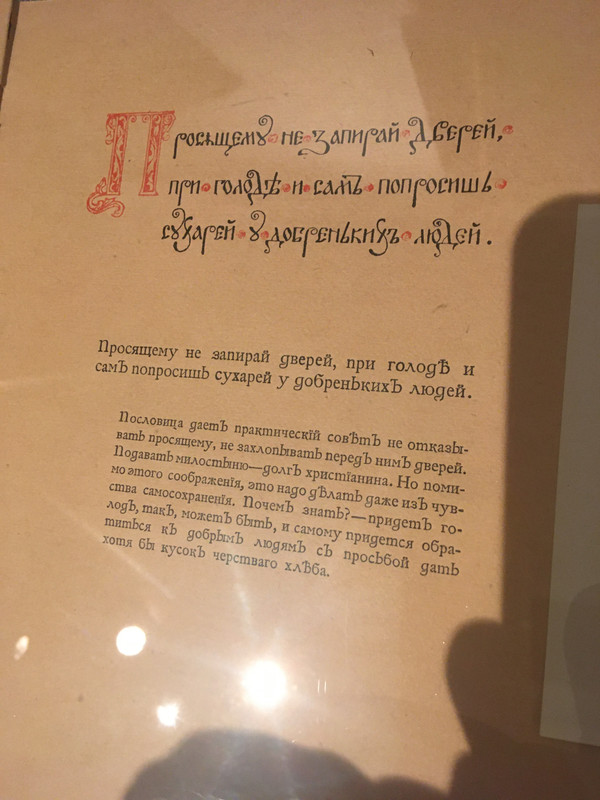 Просѧщему не запирай дверей,
при голодѣ и самъ попросишь
сухарей у добренькихъ людей.
Просящему не запирай дверей, при голодѣ и
самъ попросишь сухарей у добренькихъ людей.
Пословица даетъ практическій совѣтъ не отказы-
вать просящему, не захлопывать передъ нимъ дверей.
Подавать милостыню—долгъ христіанина. Но поми-
мо этого соображенія, это надо дѣлать даже изъ чув-
ства самосохраненія. Почемъ знать?—придетъ го-
лодъ, такъ, можетъ быть, и самому придется обра-
титься къ добрымъ людямъ съ просьбой дать
хотя бы кусокъ черстваго хлѣба.